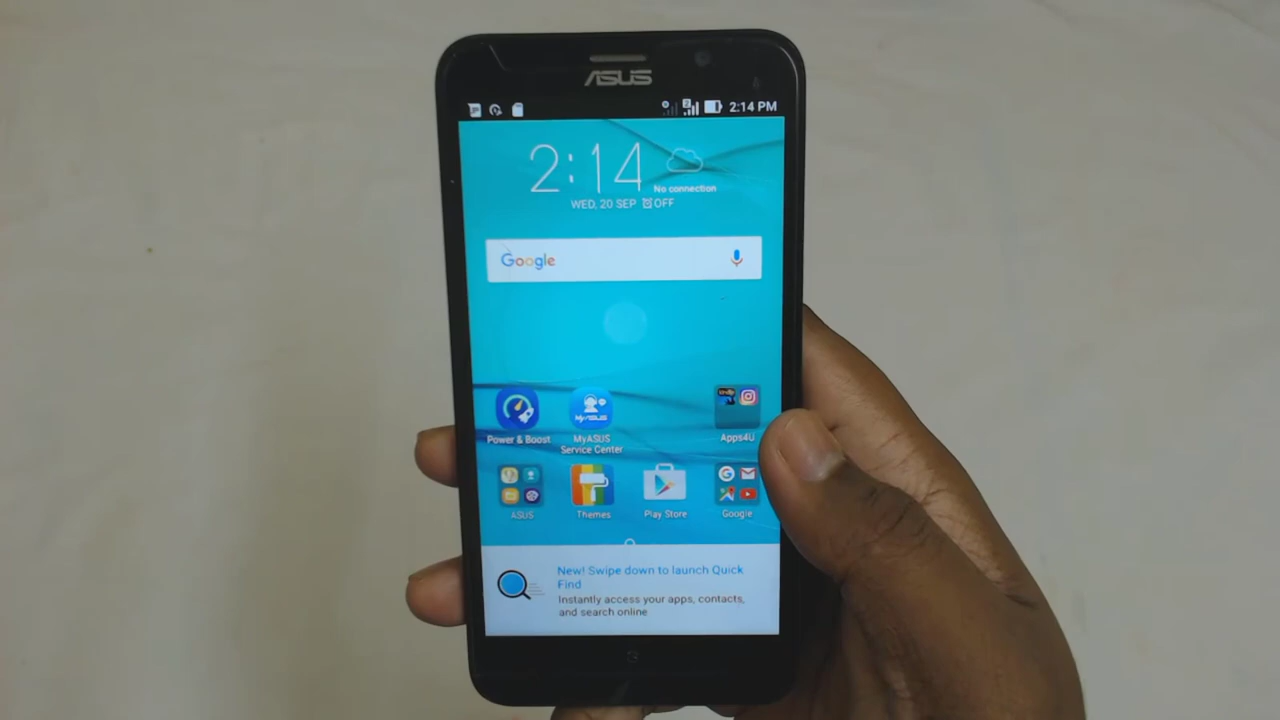 ASUS
2 2:14 PM
2:14
No connection
WED, 20 SEP OFF
Google
Power & Boost
MyASUS
MyASUS
Service Center
Apps4U
ASUS
Themes
Play Store
Google
New! Swipe down to launch Quick
Find
Instantly access your apps, contacts,
and search online